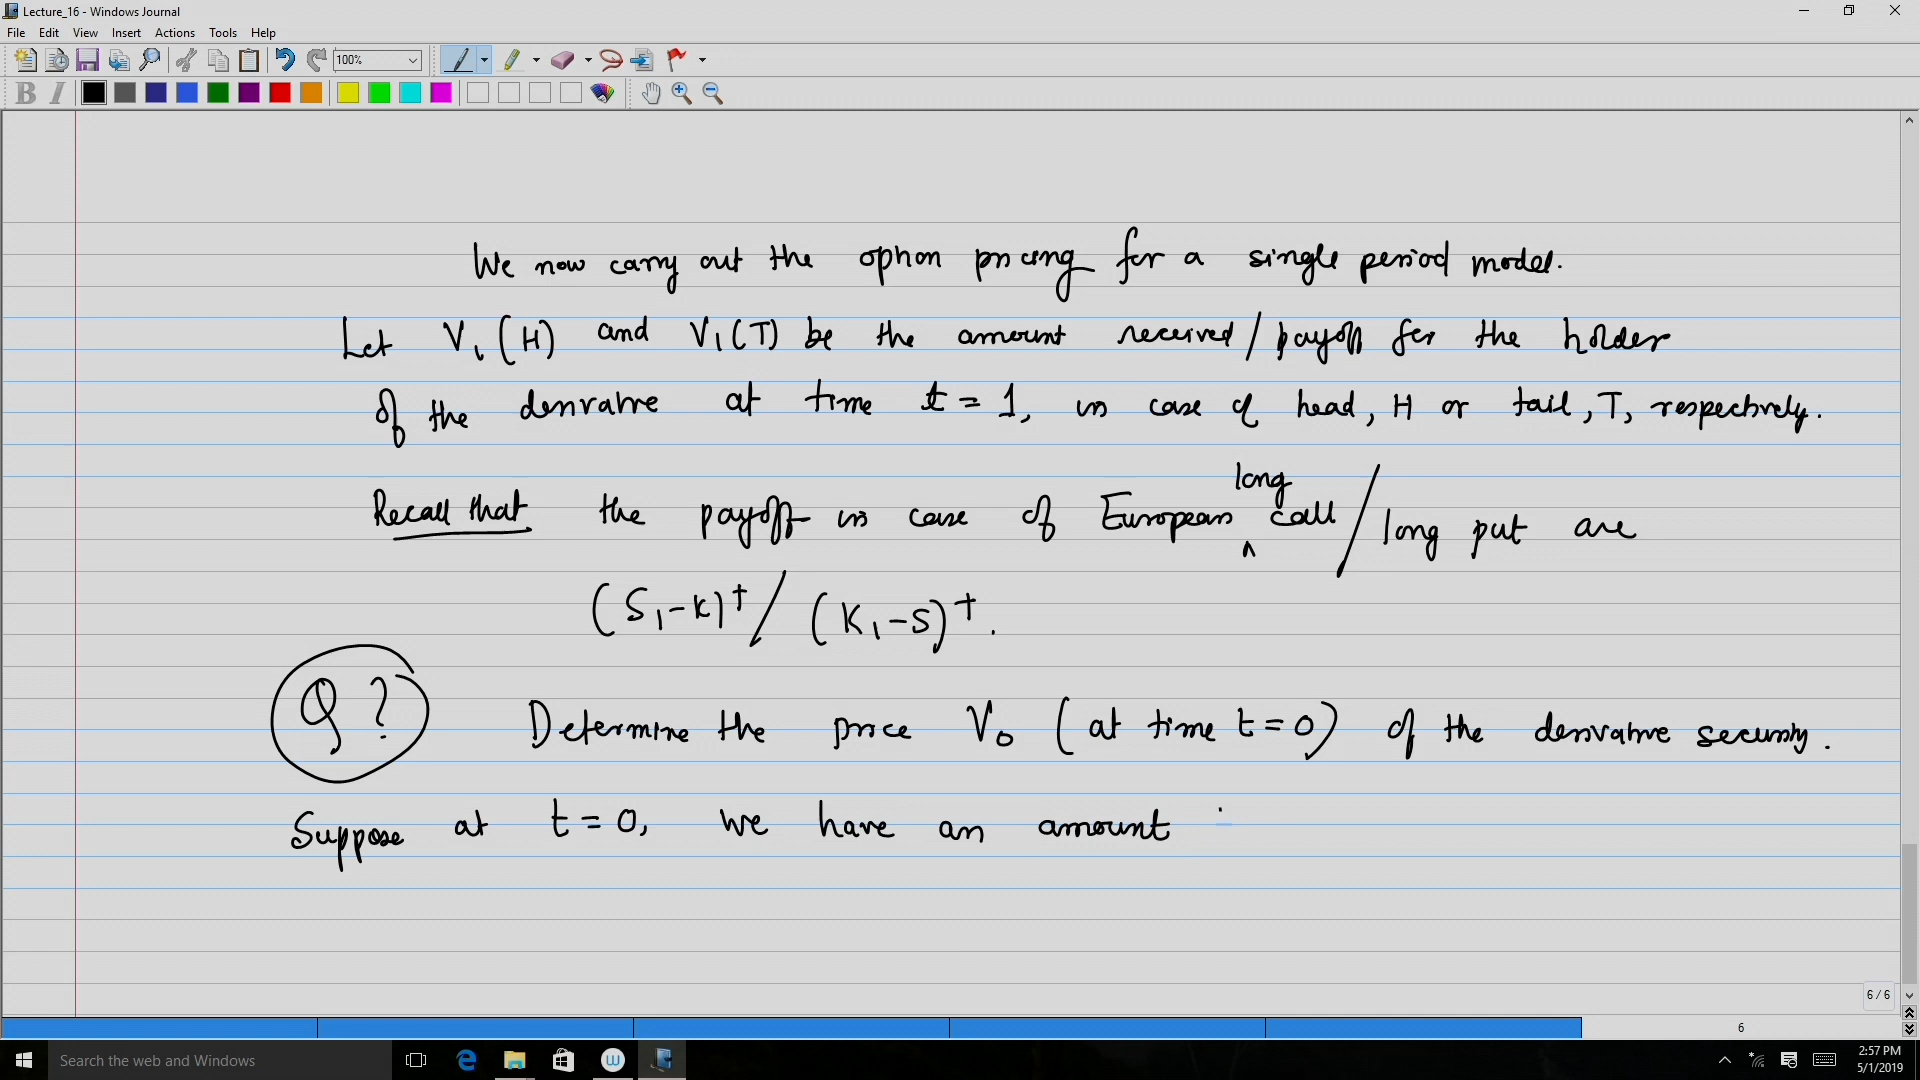 Lecture_16 - Windows Journal
File Edit View Insert Actions Tools Help
100%
B I
We now carry out the option pricing for a single period model.
Let V₁(H) and V₁(T) be the amount received/payoff for the holder
of the derivative at time t = 1, in case of head, H or tail, T, respectively.
Recall that the payoff in case of European long call / long put are
(S₁-K)⁺ / (K₁-S)⁺.
Q? Determine the price V₀ (at time t=0) of the derivative security.
Suppose at t = 0, we have an amount
6 / 6
6
Search the web and Windows
2:57 PM
5/1/2019